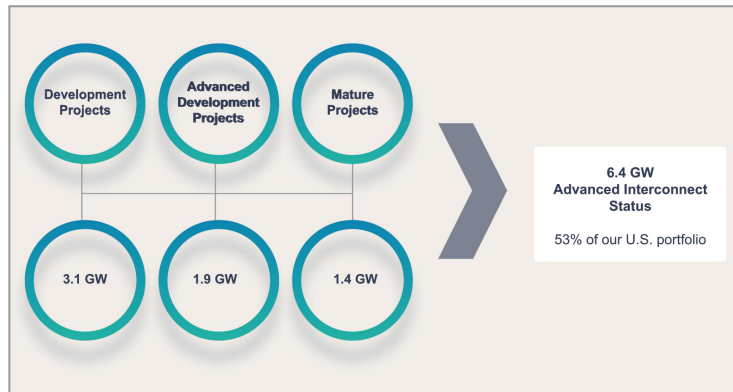 Development
Projects
Advanced
Development
Projects
Mature
Projects
3.1 GW
1.9 GW
1.4 GW
6.4 GW
Advanced Interconnect
Status
53% of our U.S. portfolio